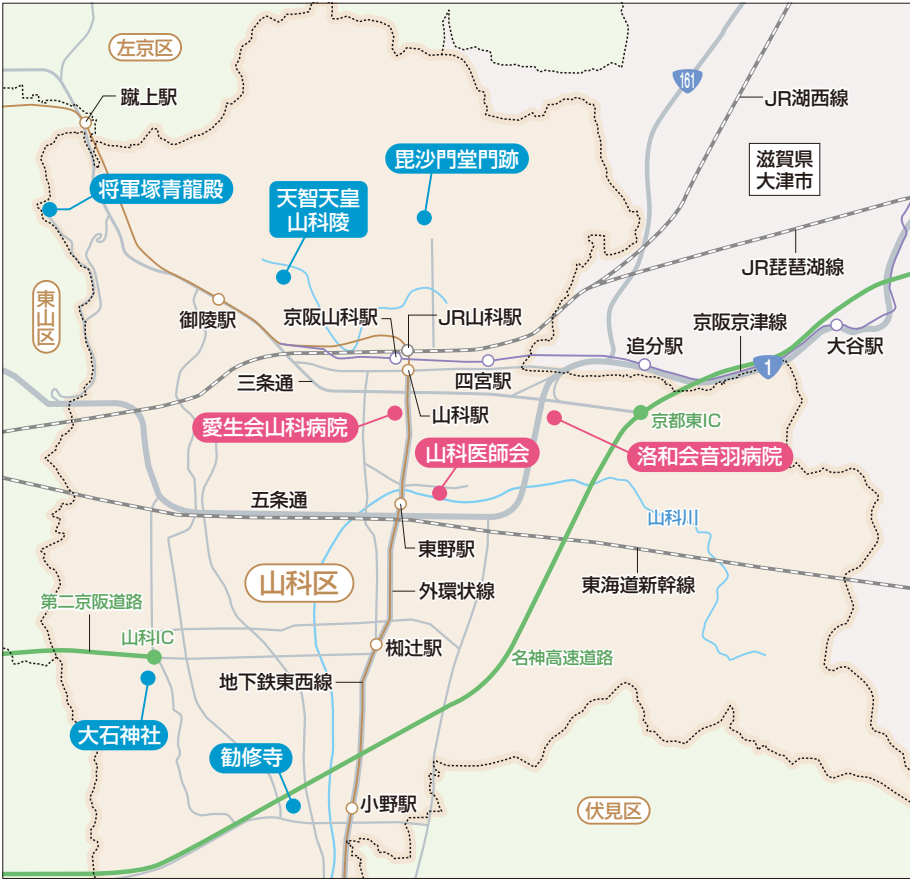 左京区
蹴上駅
161
JR湖西線
滋賀県
大津市
毘沙門堂門跡
将軍塚青龍殿
天智天皇
山科陵
JR琵琶湖線
東山区
御陵駅
京阪山科駅
JR山科駅
京阪京津線
追分駅
大谷駅
1
三条通
四宮駅
山科駅
愛生会山科病院
京都東IC
山科医師会
洛和会音羽病院
五条通
山科川
東野駅
山科区
外環状線
東海道新幹線
第二京阪道路
山科IC
椥辻駅
名神高速道路
地下鉄東西線
大石神社
勧修寺
小野駅
伏見区